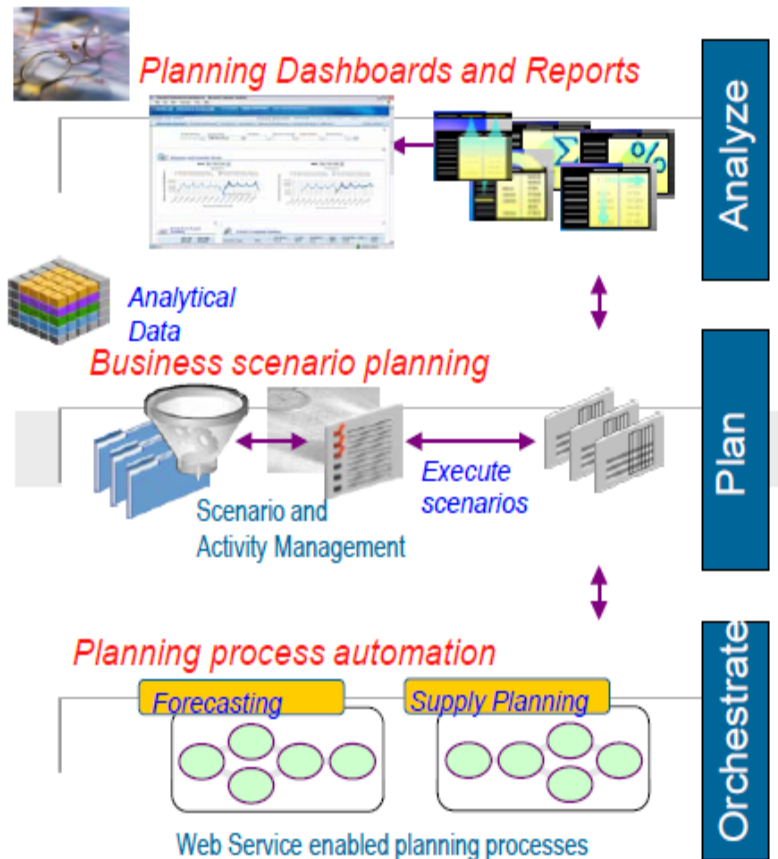 Planning Dashboards and Reports
Analyze
Σ
%
Analytical
Data
Business scenario planning
Plan
Execute
scenarios
Scenario and
Activity Management
Planning process automation
Orchestrate
Forecasting
Supply Planning
Web Service enabled planning processes